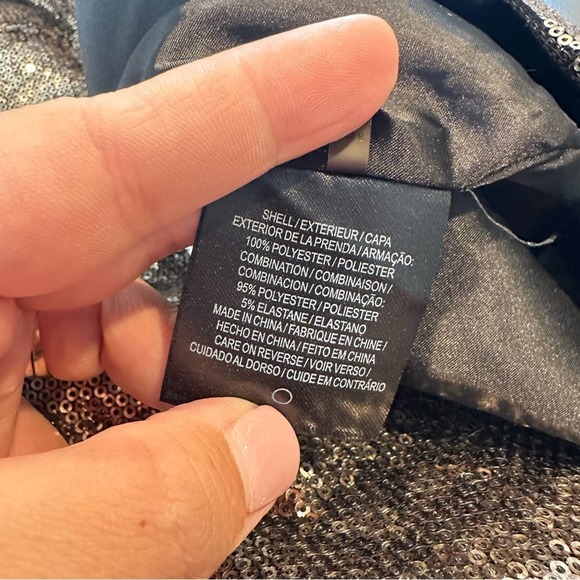 SHELL / EXTERIEUR / CAPA
EXTERIOR DE LA PRENDA / ARMAÇÃO:
100% POLYESTER / POLIESTER
COMBINATION / COMBINAISON /
COMBINACION / COMBINAÇÃO:
95% POLYESTER / POLIESTER
5% ELASTANE / ELASTANO
MADE IN CHINA / FABRIQUE EN CHINE /
HECHO EN CHINA / FEITO EM CHINA
CARE ON REVERSE / VOIR VERSO /
CUIDADO AL DORSO / CUIDE EM CONTRÁRIO